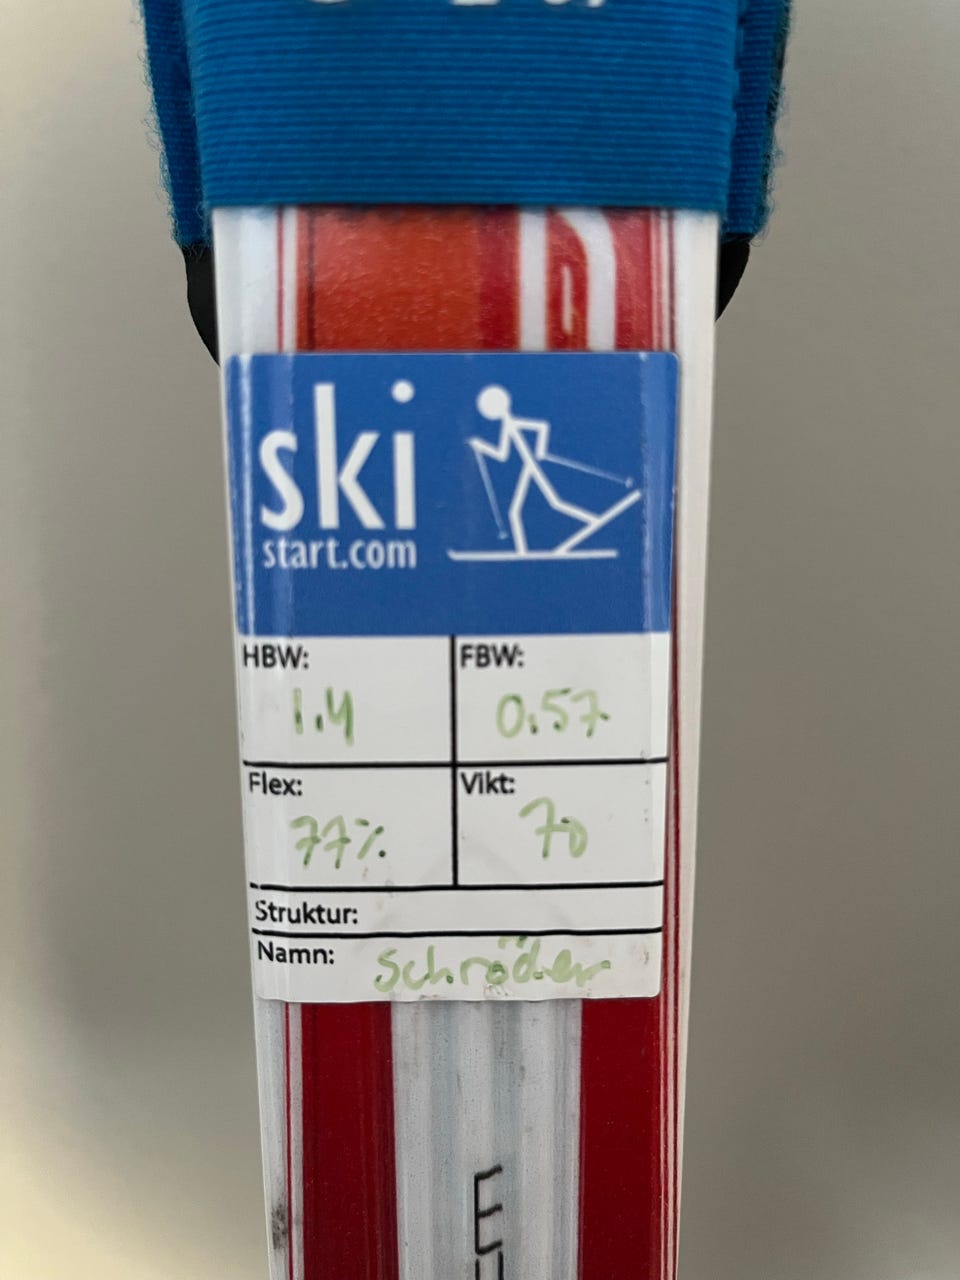 ski
start.com
HBW: FBW:
1.4 0.57
Flex: Vikt:
77% 70
Struktur:
Namn: Schröder